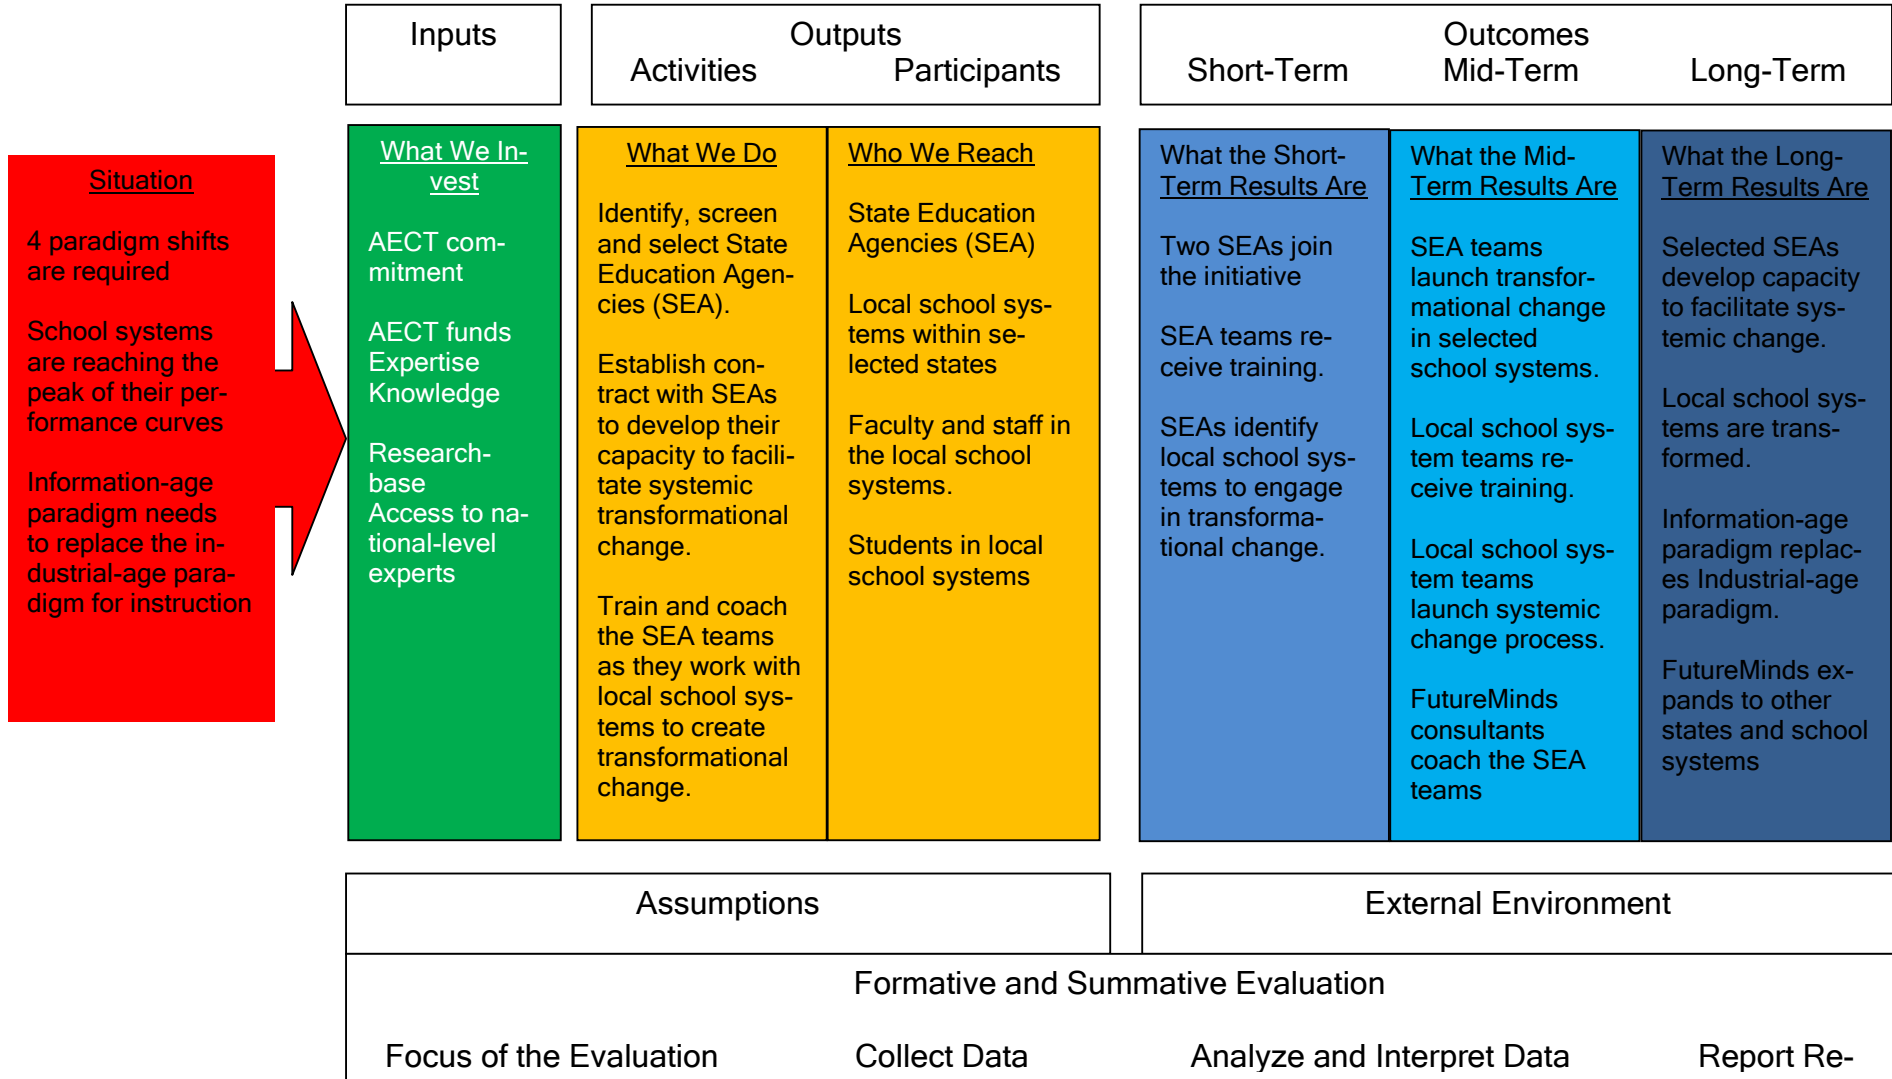 Inputs
Outputs
Activities Participants
Outcomes
Short-Term Mid-Term Long-Term
Situation
4 paradigm shifts
are required
School systems
are reaching the
peak of their per-
formance curves
Information-age
paradigm needs
to replace the in-
dustrial-age para-
digm for instruction
What We In-
vest
AECT com-
mitment
AECT funds
Expertise
Knowledge
Research-
base
Access to na-
tional-level
experts
What We Do
Identify, screen
and select State
Education Agen-
cies (SEA).
Establish con-
tract with SEAs
to develop their
capacity to facili-
tate systemic
transformational
change.
Train and coach
the SEA teams
as they work with
local school sys-
tems to create
transformational
change.
Who We Reach
State Education
Agencies (SEA)
Local school sys-
tems within se-
lected states
Faculty and staff in
the local school
systems.
Students in local
school systems
What the Short-
Term Results Are
Two SEAs join
the initiative
SEA teams re-
ceive training.
SEAs identify
local school sys-
tems to engage
in transforma-
tional change.
What the Mid-
Term Results Are
SEA teams
launch transfor-
mational change
in selected
school systems.
Local school sys-
tem teams re-
ceive training.
Local school sys-
tem teams
launch systemic
change process.
FutureMinds
consultants
coach the SEA
teams
What the Long-
Term Results Are
Selected SEAs
develop capacity
to facilitate sys-
temic change.
Local school sys-
tems are trans-
formed.
Information-age
paradigm replac-
es Industrial-age
paradigm.
FutureMinds ex-
pands to other
states and school
systems
Assumptions
External Environment
Formative and Summative Evaluation
Focus of the Evaluation Collect Data Analyze and Interpret Data Report Re-